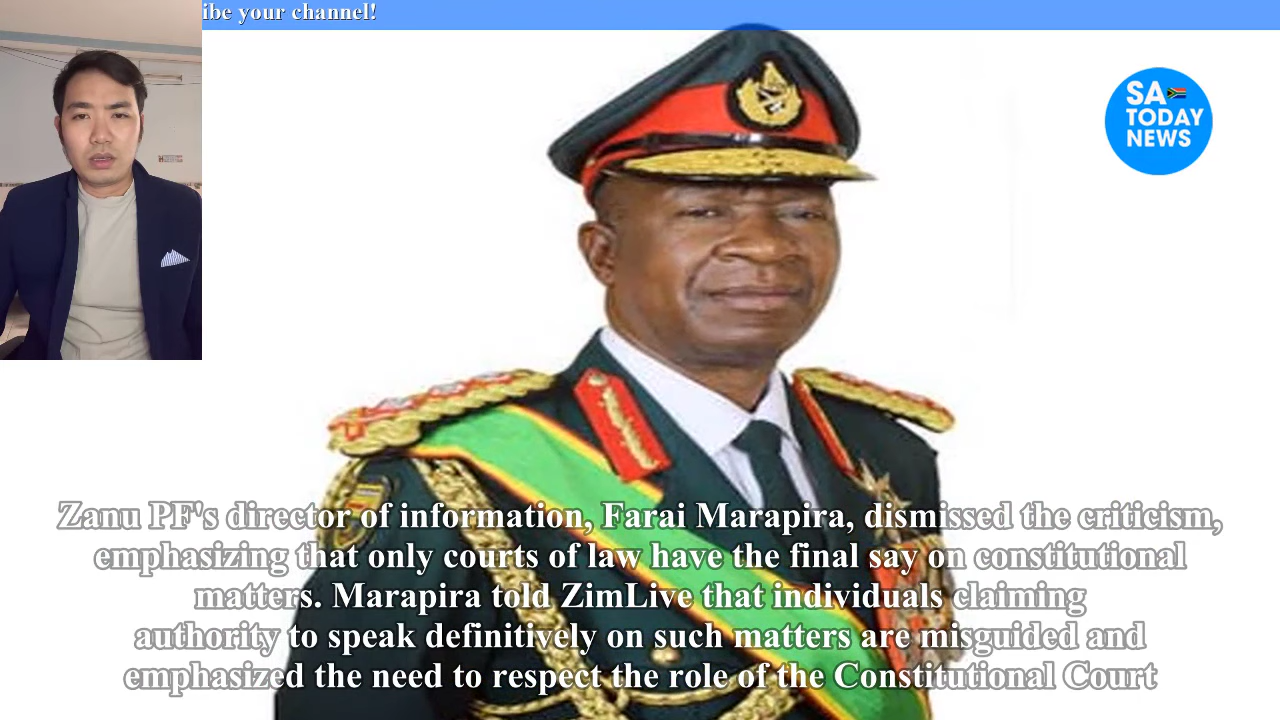 ibe your channel!
SA
TODAY
NEWS
Zanu PF's director of information, Farai Marapira, dismissed the criticism,
emphasizing that only courts of law have the final say on constitutional
matters. Marapira told ZimLive that individuals claiming
authority to speak definitively on such matters are misguided and
emphasized the need to respect the role of the Constitutional Court